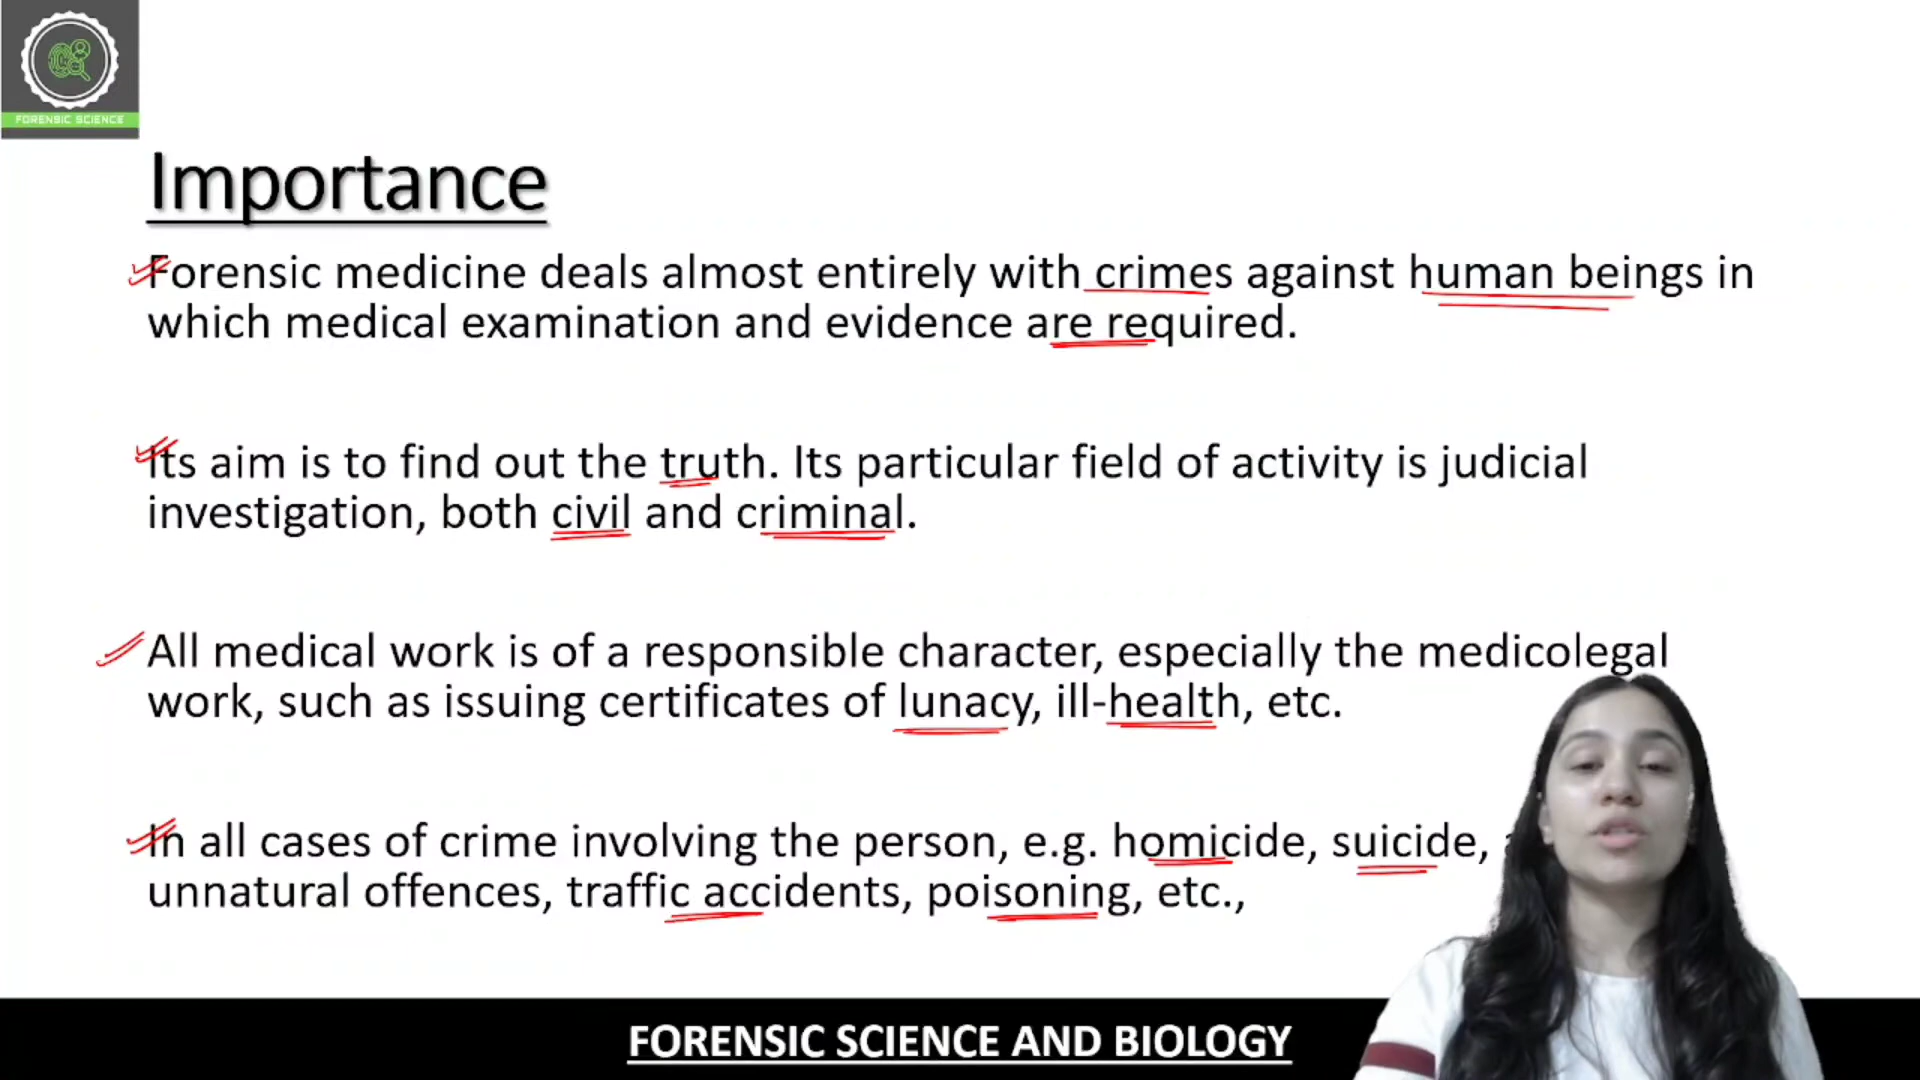 FORENSIC SCIENCE
Importance
Forensic medicine deals almost entirely with crimes against human beings in
which medical examination and evidence are required.
Its aim is to find out the truth. Its particular field of activity is judicial
investigation, both civil and criminal.
All medical work is of a responsible character, especially the medicolegal
work, such as issuing certificates of lunacy, ill-health, etc.
In all cases of crime involving the person, e.g. homicide, suicide,
unnatural offences, traffic accidents, poisoning, etc.,
FORENSIC SCIENCE AND BIOLOGY